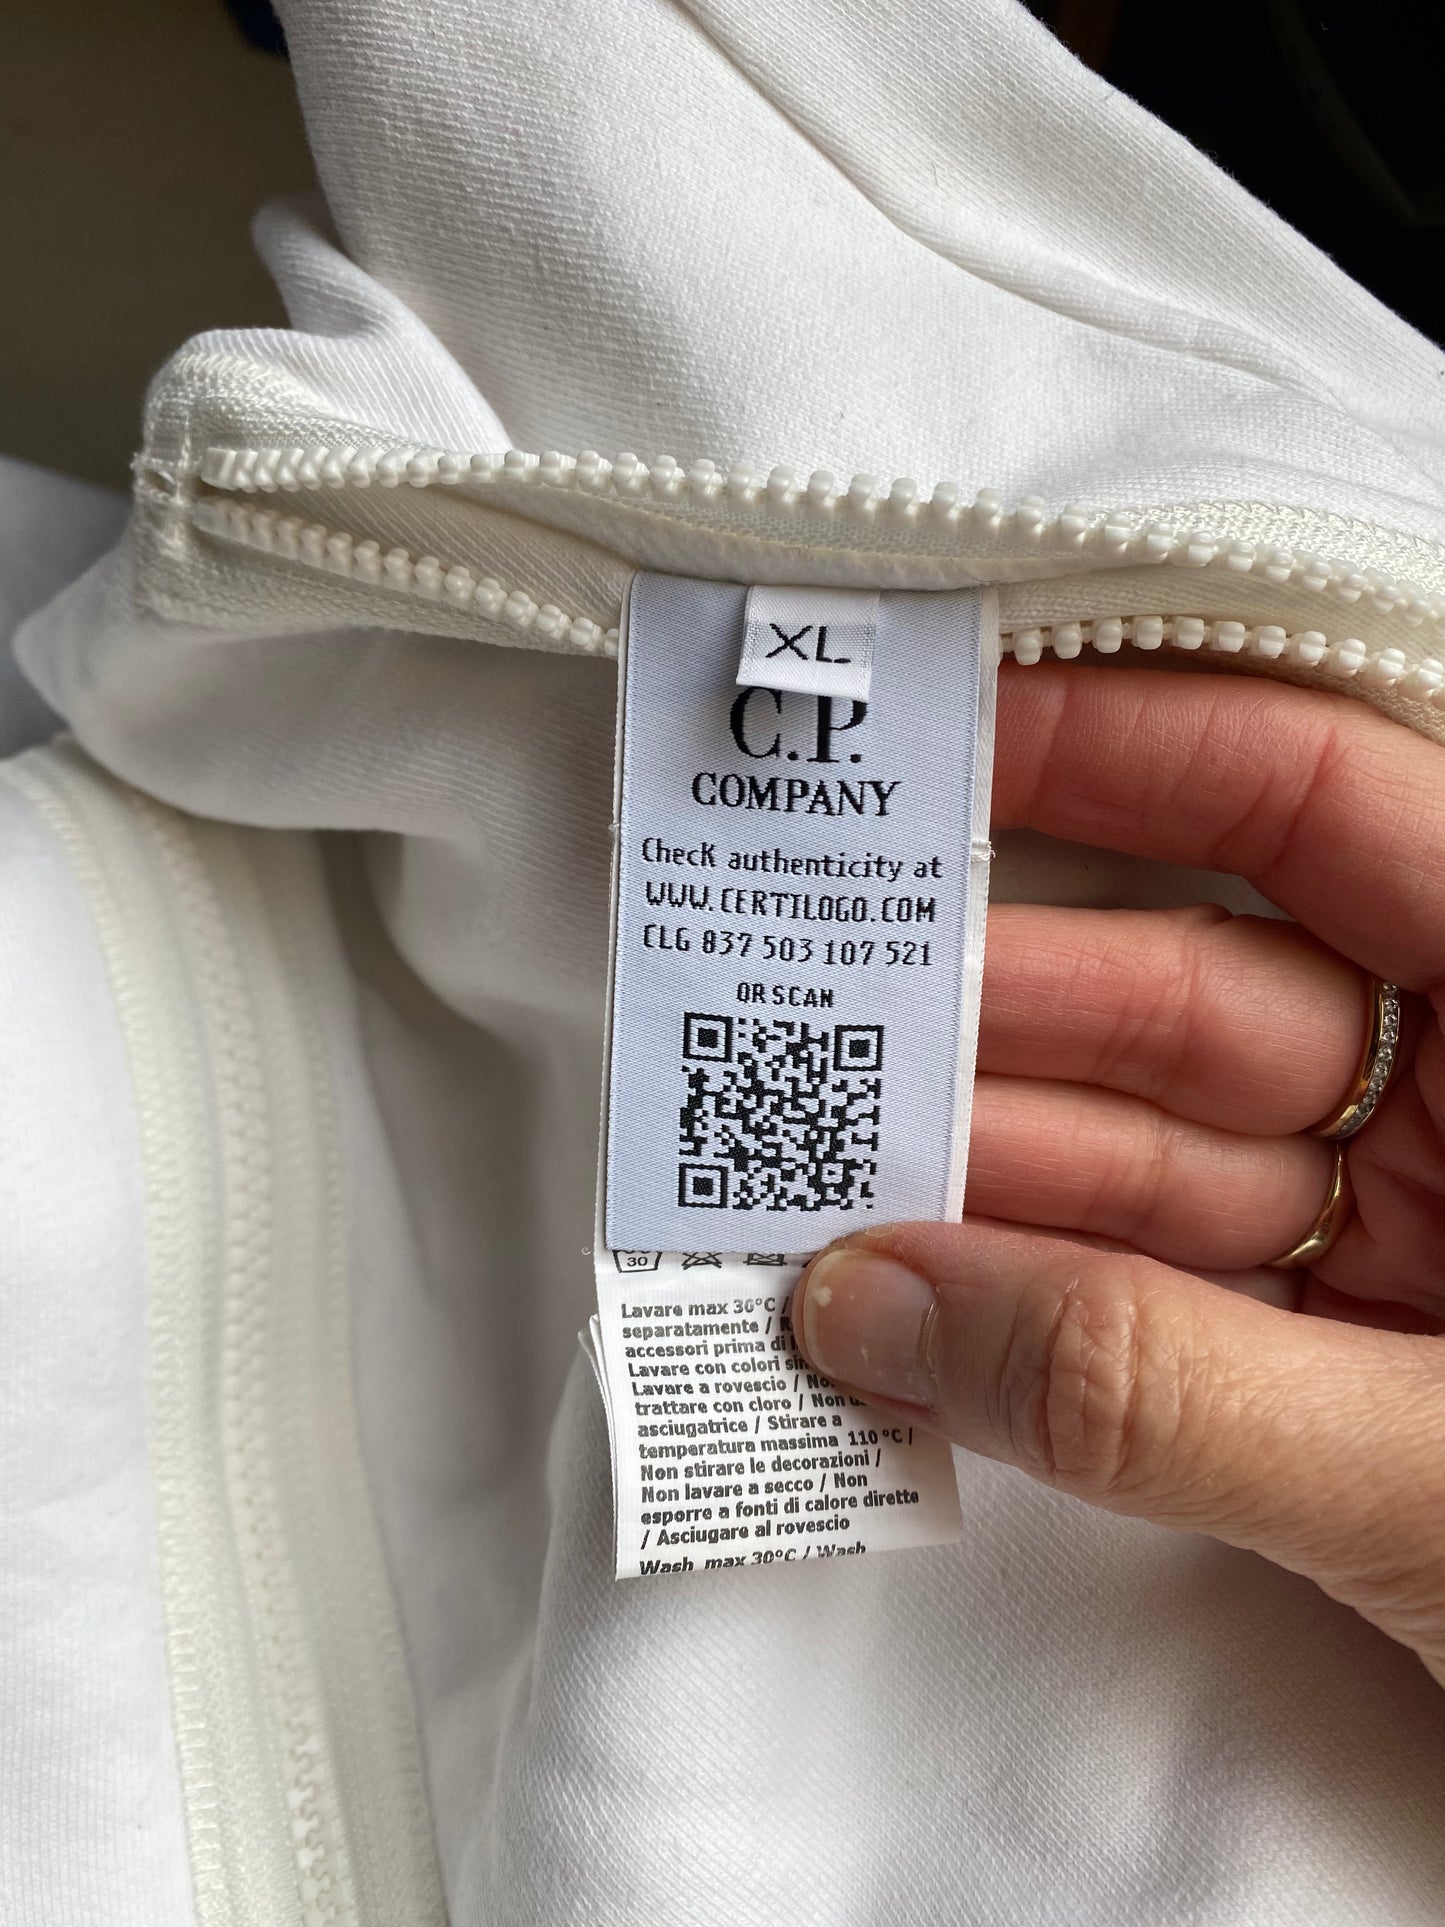 XL
C.P.
COMPANY
Check authenticity at
WWW.CERTILOGO.COM
CLG 837 503 107 521
OR SCAN
30
Lavare max 30°C /
separatamente /
accessori prima di
Lavare con colori
Lavare a rovescio /
trattare con cloro / Non
asciugatrice / Stirare a
temperatura massima 110°C /
Non stirare le decorazioni /
Non lavare a secco / Non
esporre a fonti di calore dirette
/ Asciugare al rovescio
Wash max 30°C / Wash